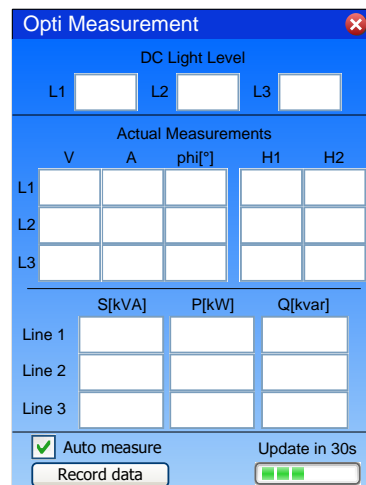 Opti Measurement
DC Light Level
L1 L2 L3
Actual Measurements
V A phi[°] H1 H2
L1
L2
L3
S[kVA] P[kW] Q[kvar]
Line 1
Line 2
Line 3
Auto measure Update in 30s
Record data